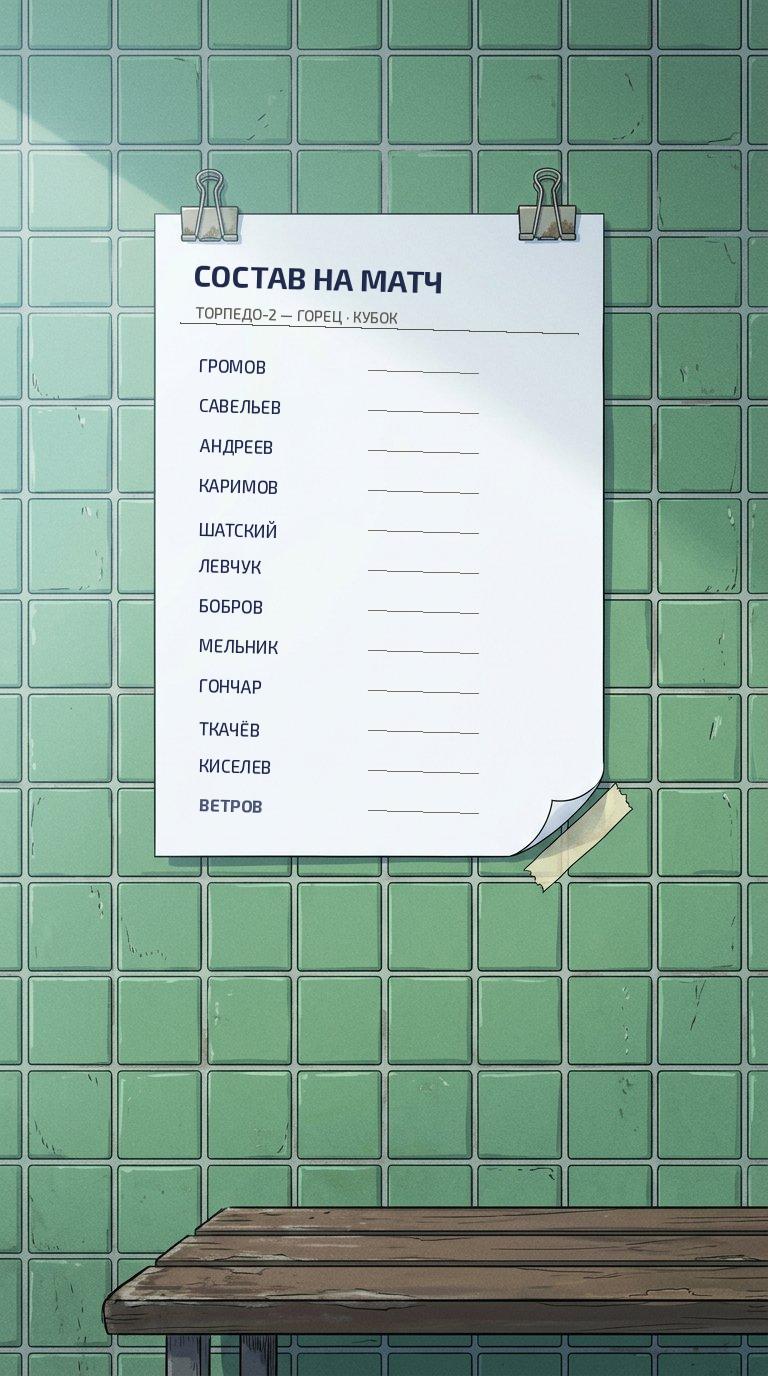 СОСТАВ НА МАТЧ
ТОРПЕДО-2 — ГОРЕЦ · КУБОК
ГРОМОВ
САВЕЛЬЕВ
АНДРЕЕВ
КАРИМОВ
ШАТСКИЙ
ЛЕВЧУК
БОБРОВ
МЕЛЬНИК
ГОНЧАР
ТКАЧЁВ
КИСЕЛЕВ
ВЕТРОВ